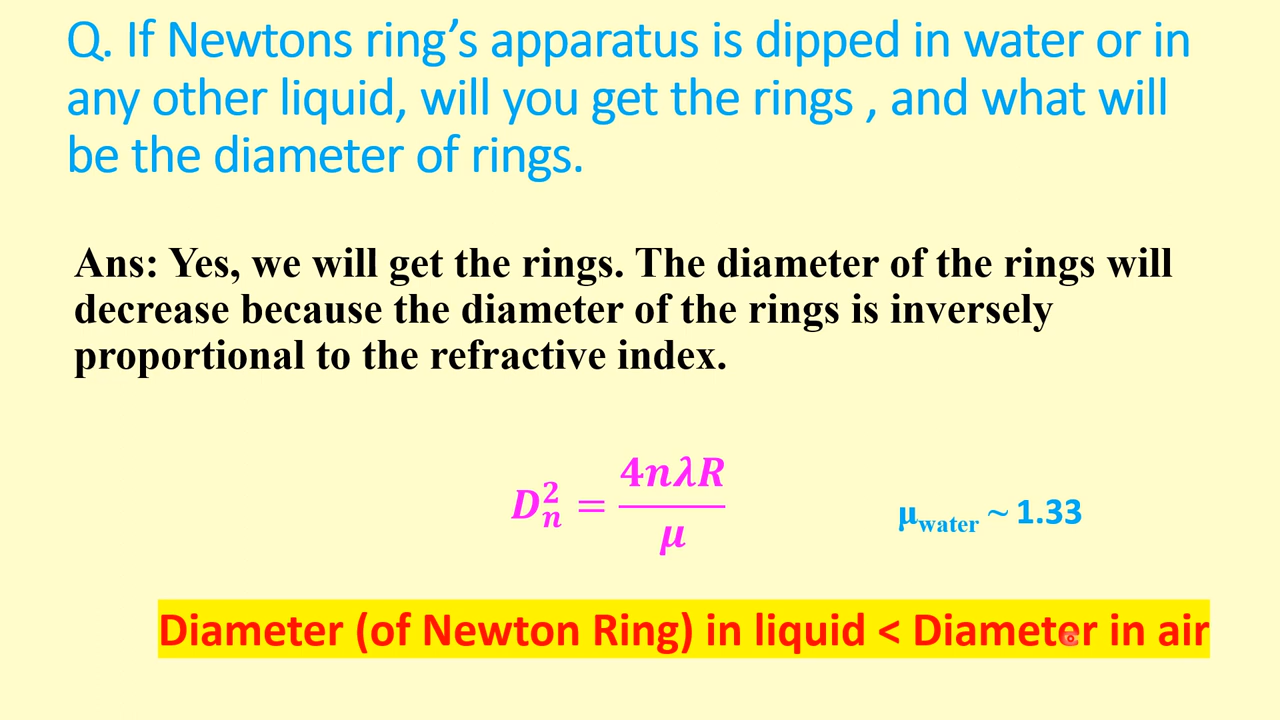 Q. If Newtons ring’s apparatus is dipped in water or in
any other liquid, will you get the rings , and what will
be the diameter of rings.
Ans: Yes, we will get the rings. The diameter of the rings will
decrease because the diameter of the rings is inversely
proportional to the refractive index.
𝑫ₙ² = 𝟒𝒏𝝀𝑹 / 𝝁
μwater ~ 1.33
Diameter (of Newton Ring) in liquid < Diameter in air